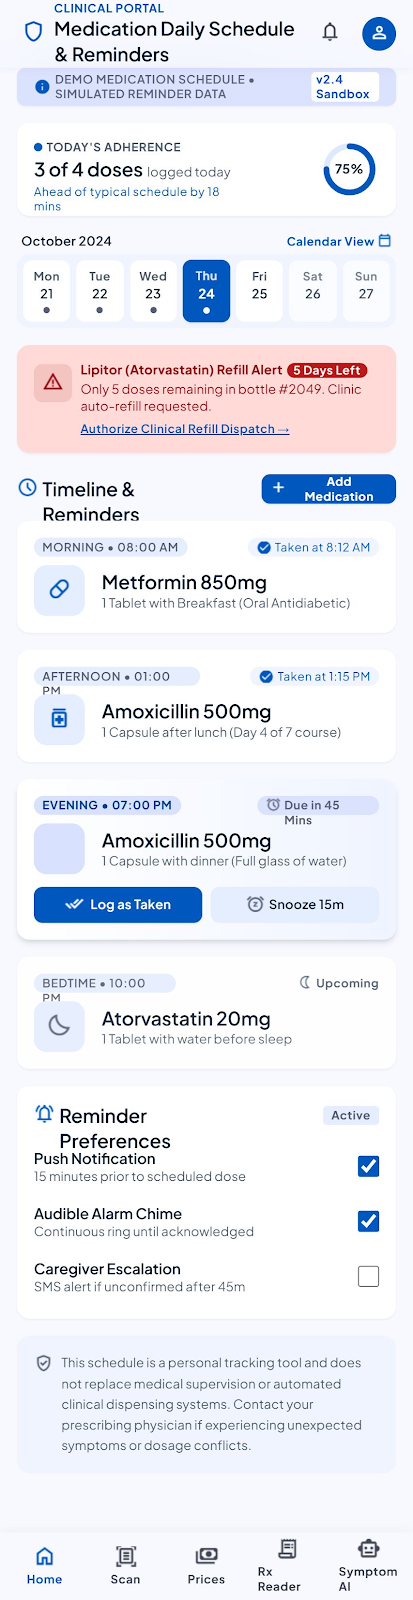 CLINICAL PORTAL
Medication Daily Schedule
& Reminders
DEMO MEDICATION SCHEDULE •
SIMULATED REMINDER DATA
v2.4
Sandbox
TODAY'S ADHERENCE
3 of 4 doses logged today
Ahead of typical schedule by 18
mins
75%
October 2024
Calendar View
Mon Tue Wed Thu Fri Sat Sun
21 22 23 24 25 26 27
Lipitor (Atorvastatin) Refill Alert 5 Days Left
Only 5 doses remaining in bottle #2049. Clinic
auto-refill requested.
Authorize Clinical Refill Dispatch →
Timeline &
Reminders
+ Add
Medication
MORNING • 08:00 AM
Taken at 8:12 AM
Metformin 850mg
1 Tablet with Breakfast (Oral Antidiabetic)
AFTERNOON • 01:00
PM
Taken at 1:15 PM
Amoxicillin 500mg
1 Capsule after lunch (Day 4 of 7 course)
EVENING • 07:00 PM
Due in 45
Mins
Amoxicillin 500mg
1 Capsule with dinner (Full glass of water)
Log as Taken
Snooze 15m
BEDTIME • 10:00
PM
Upcoming
Atorvastatin 20mg
1 Tablet with water before sleep
Reminder
Preferences
Active
Push Notification
15 minutes prior to scheduled dose
Audible Alarm Chime
Continuous ring until acknowledged
Caregiver Escalation
SMS alert if unconfirmed after 45m
This schedule is a personal tracking tool and does
not replace medical supervision or automated
clinical dispensing systems. Contact your
prescribing physician if experiencing unexpected
symptoms or dosage conflicts.
Home
Scan
Prices
Rx
Reader
Symptom
AI